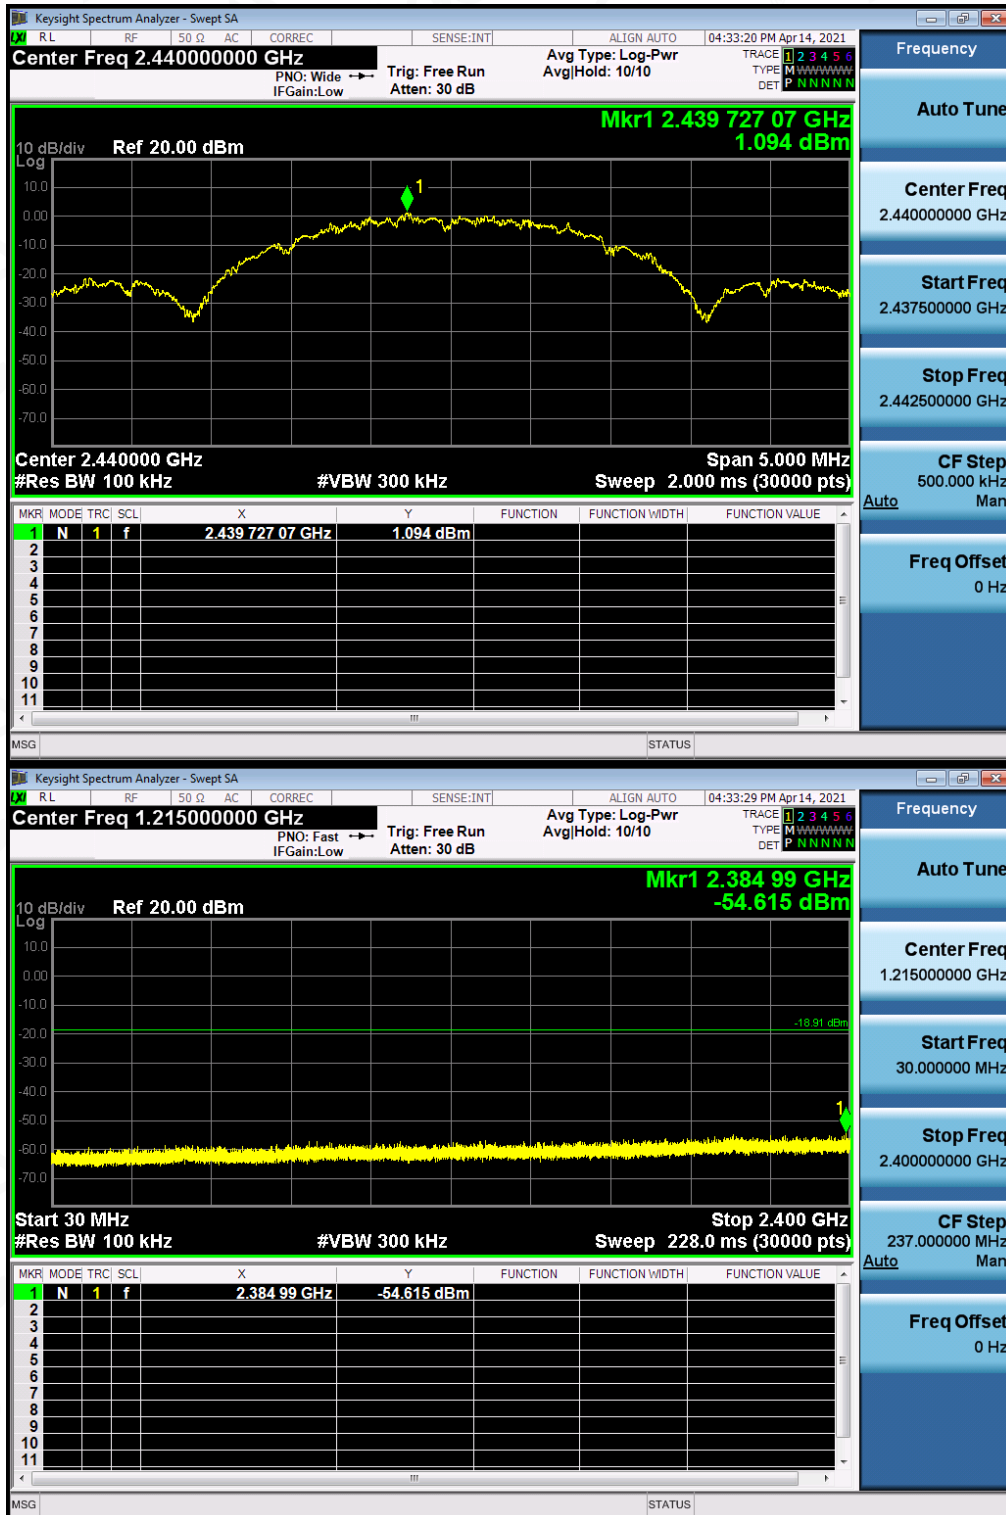 Keysight Spectrum Analyzer - Swept SA
LXI RL RF 50 Ω AC CORREC SENSE:INT ALIGN AUTO 04:33:20 PM Apr 14, 2021
Center Freq 2.440000000 GHz
PNO: Wide
IFGain:Low
Trig: Free Run
Atten: 30 dB
Avg Type: Log-Pwr
Avg|Hold: 10/10
TRACE 1 2 3 4 5 6
TYPE M WWWWW
DET P N N N N N
Mkr1 2.439 727 07 GHz
1.094 dBm
10 dB/div Ref 20.00 dBm
Log
10.0
1
0.00
-10.0
-20.0
-30.0
-40.0
-50.0
-60.0
-70.0
Center 2.440000 GHz Span 5.000 MHz
#Res BW 100 kHz #VBW 300 kHz Sweep 2.000 ms (30000 pts)
MKR MODE TRC SCL X Y FUNCTION FUNCTION WIDTH FUNCTION VALUE
1 N 1 f 2.439 727 07 GHz 1.094 dBm
2
3
4
5
6
7
8
9
10
11
MSG STATUS
Frequency
Auto Tune
Center Freq
2.440000000 GHz
Start Freq
2.437500000 GHz
Stop Freq
2.442500000 GHz
CF Step
500.000 kHz
Auto Man
Freq Offset
0 Hz
Keysight Spectrum Analyzer - Swept SA
LXI RL RF 50 Ω AC CORREC SENSE:INT ALIGN AUTO 04:33:29 PM Apr 14, 2021
Center Freq 1.215000000 GHz
PNO: Fast
IFGain:Low
Trig: Free Run
Atten: 30 dB
Avg Type: Log-Pwr
Avg|Hold: 10/10
TRACE 1 2 3 4 5 6
TYPE M WWWWW
DET P N N N N N
Mkr1 2.384 99 GHz
-54.615 dBm
10 dB/div Ref 20.00 dBm
Log
10.0
0.00
-10.0
-18.91 dBm
-20.0
-30.0
-40.0
1
-50.0
-60.0
-70.0
Start 30 MHz Stop 2.400 GHz
#Res BW 100 kHz #VBW 300 kHz Sweep 228.0 ms (30000 pts)
MKR MODE TRC SCL X Y FUNCTION FUNCTION WIDTH FUNCTION VALUE
1 N 1 f 2.384 99 GHz -54.615 dBm
2
3
4
5
6
7
8
9
10
11
MSG STATUS
Frequency
Auto Tune
Center Freq
1.215000000 GHz
Start Freq
30.000000 MHz
Stop Freq
2.400000000 GHz
CF Step
237.000000 MHz
Auto Man
Freq Offset
0 Hz